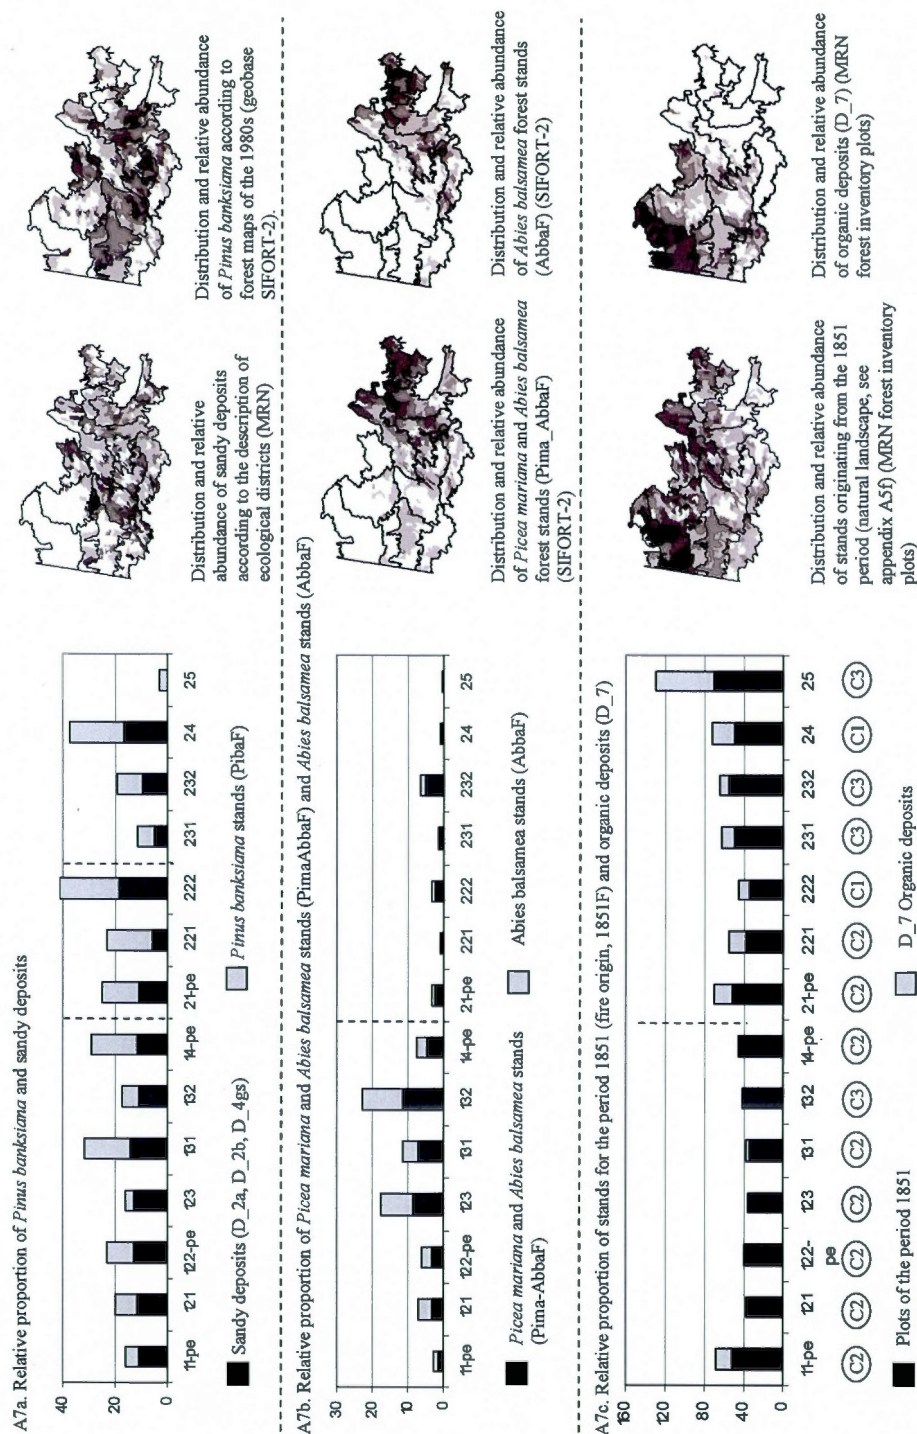 A7a. Relative proportion of Pinus banksiana and sandy deposits
40
20
0
11-pe 121 122-pe 123 131 132 14-pe 21-pe 221 222 231 232 24 25
Sandy deposits (D_2a, D_2b, D_4gs) Pinus banksiana stands (PibaF)
Distribution and relative
abundance of sandy deposits
according to the description of
ecological districts (MRN)
Distribution and relative abundance
of Pinus banksiana according to
forest maps of the 1980s (geobase
SIFORT-2).
A7b. Relative proportion of Picea mariana and Abies balsamea stands (PimaAbbaF) and Abies balsamea stands (AbbaF)
30
20
10
0
11-pe 121 122-pe 123 131 132 14-pe 21-pe 221 222 231 232 24 25
Picea mariana and Abies balsamea stands
(Pima-AbbaF)
Abies balsamea stands (AbbaF)
Distribution and relative abundance
of Picea mariana and Abies balsamea
forest stands (Pima_AbbaF)
(SIFORT-2)
Distribution and relative abundance
of Abies balsamea forest stands
(AbbaF) (SIFORT-2)
A7c. Relative proportion of stands for the period 1851 (fire origin, 1851F) and organic deposits (D_7)
160
120
80
40
0
11-pe 121 122-pe 123 131 132 14-pe 21-pe 221 222 231 232 24 25
C2 C2 C2 C2 C2 C3 C2 C2 C2 C1 C3 C3 C1 C3
Plots of the period 1851 D_7 Organic deposits
Distribution and relative abundance
of stands originating from the 1851
period (natural landscape, see
appendix A5f) (MRN forest inventory
plots)
Distribution and relative abundance
of organic deposits (D_7) (MRN
forest inventory plots)